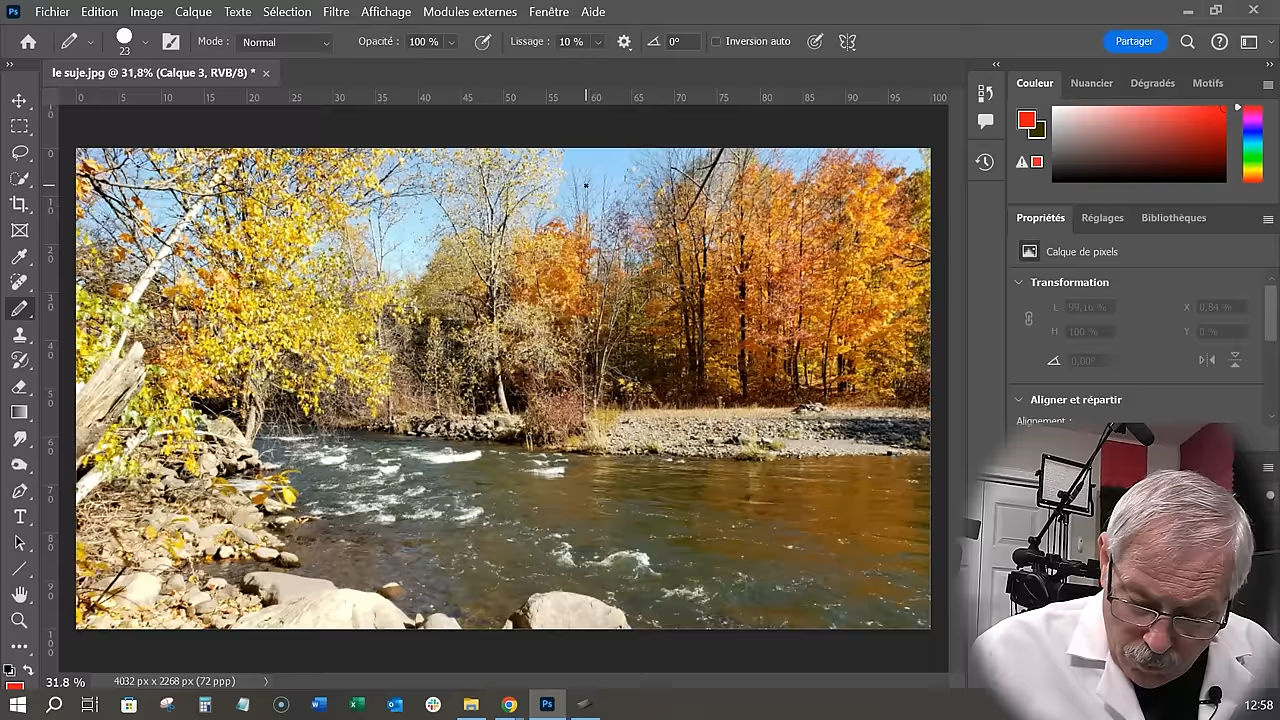 Ps Fichier Edition Image Calque Texte Sélection Filtre Affichage Modules externes Fenêtre Aide
23 Mode : Normal Opacité : 100 % Lissage : 10 % 0° Inversion auto Partager
le suje.jpg @ 31,8% (Calque 3, RVB/8) * ×
Couleur Nuancier Dégradés Motifs
0 5 10 15 20 25 30 35 40 45 50 55 60 65 70 75 80 85 90 95 100
Propriétés Réglages Bibliothèques
Calque de pixels
Transformation
L 99,16 % X 0,84 %
H 100 % Y 0 %
0,00°
Aligner et répartir
Alignement :
31.8 % 4032 px x 2268 px (72 ppp)
12:58